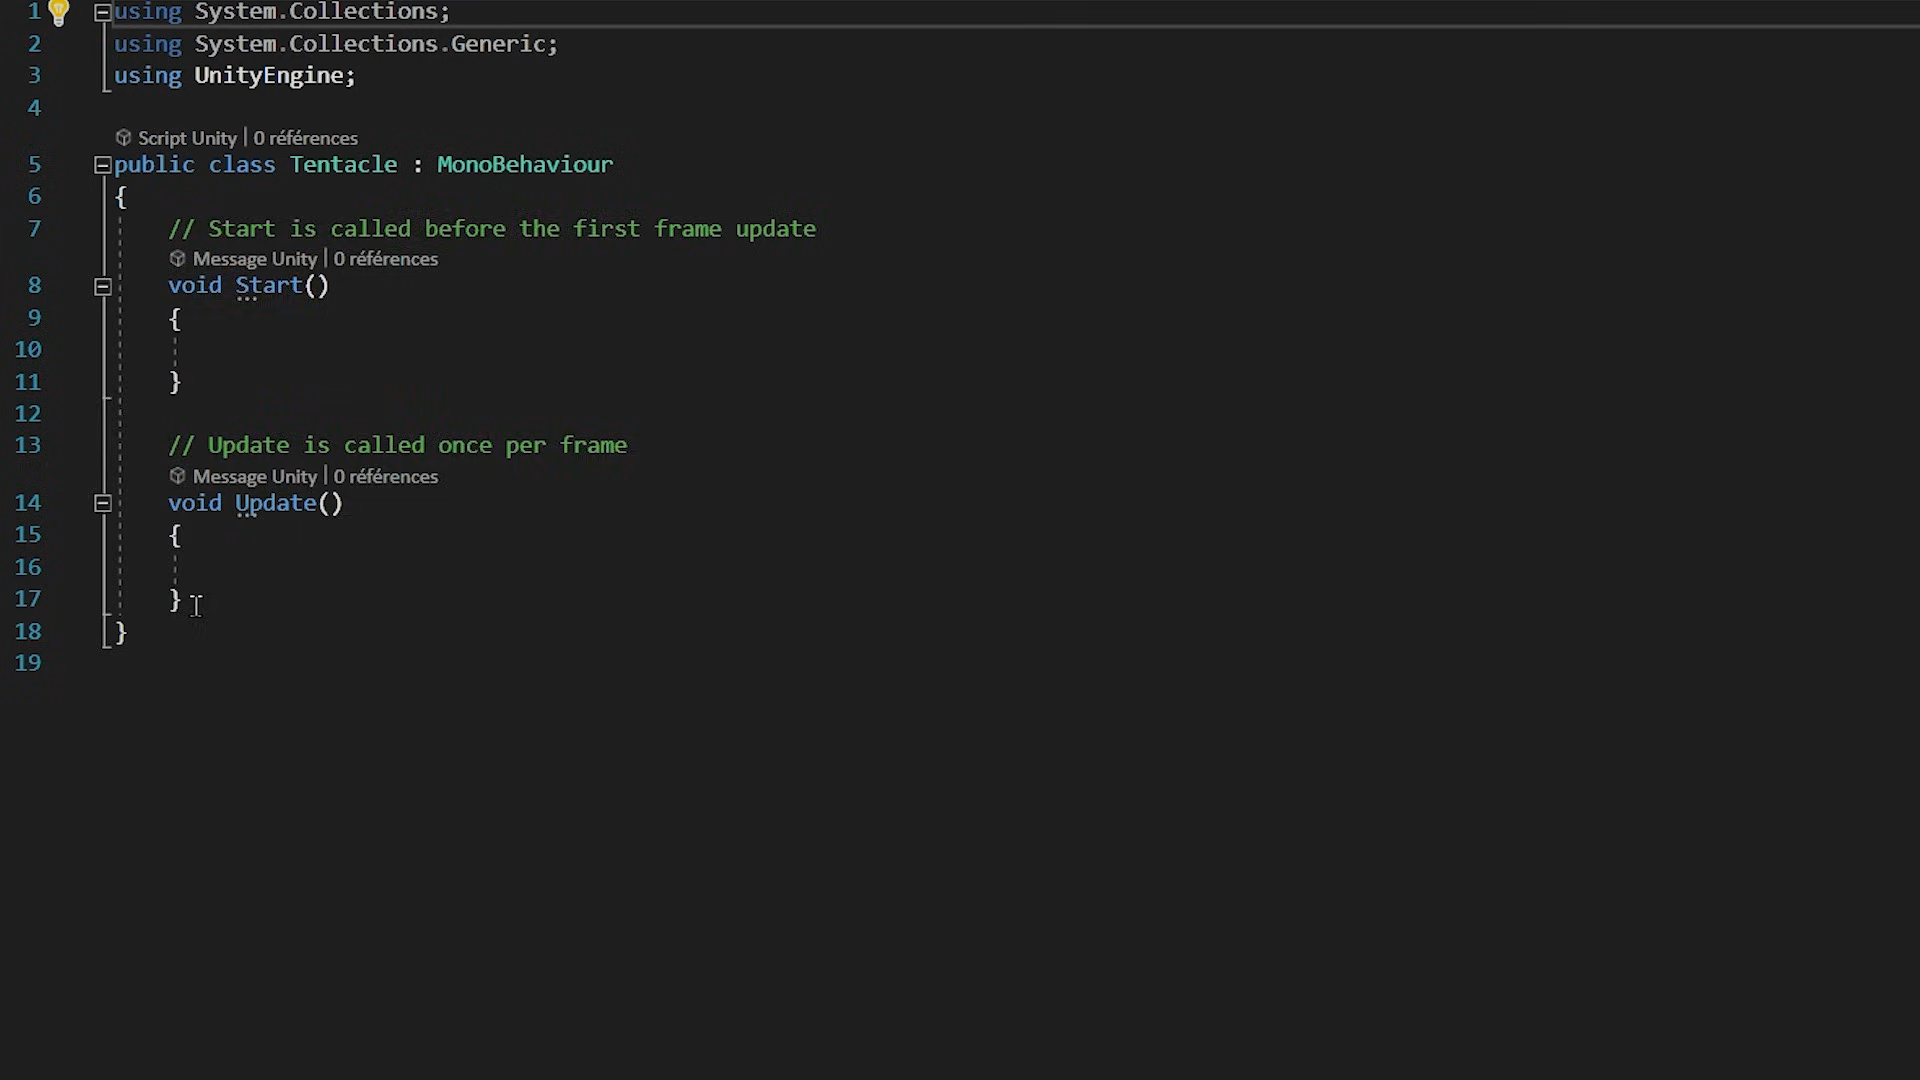 1 using System.Collections;
2 using System.Collections.Generic;
3 using UnityEngine;
4
Script Unity | 0 références
5 public class Tentacle : MonoBehaviour
6 {
7 // Start is called before the first frame update
Message Unity | 0 références
8 void Start()
9 {
10
11 }
12
13 // Update is called once per frame
Message Unity | 0 références
14 void Update()
15 {
16
17 }
18 }
19